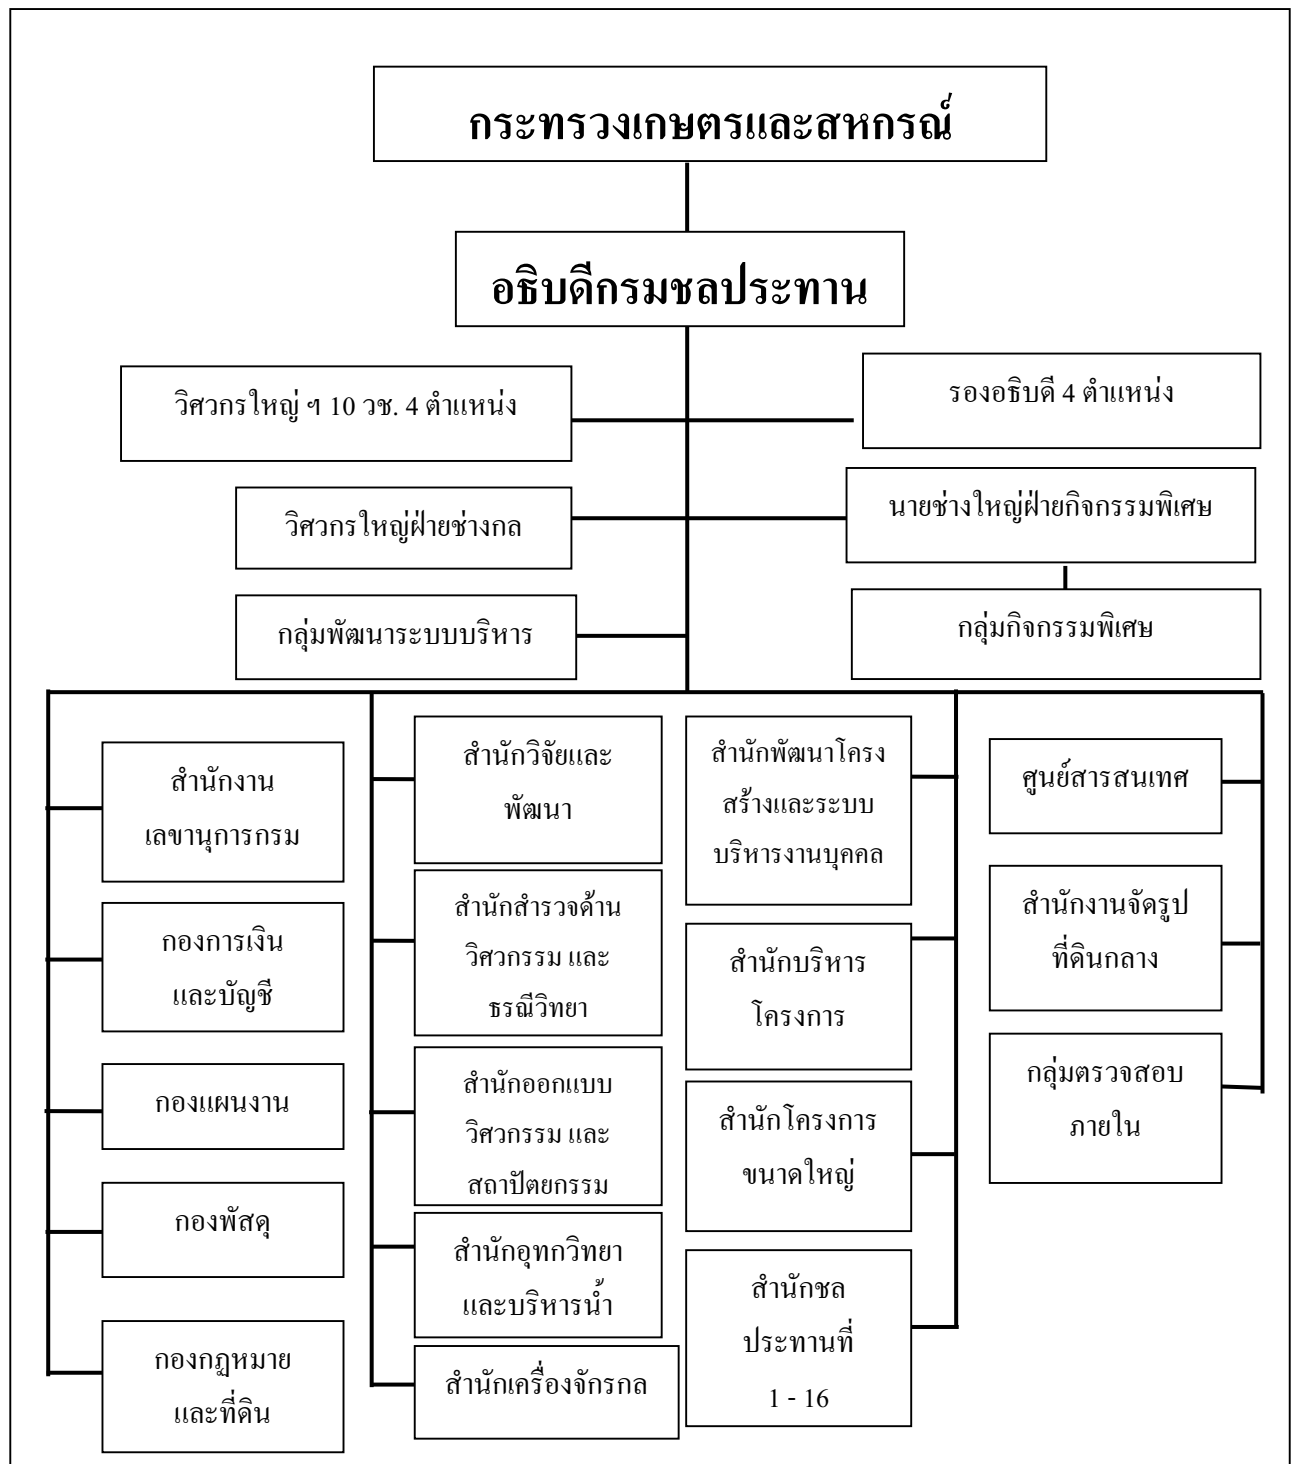 กระทรวงเกษตรและสหกรณ์
อธิบดีกรมชลประทาน
วิศวกรใหญ่ ฯ 10 วช. 4 ตำแหน่ง
รองอธิบดี 4 ตำแหน่ง
วิศวกรใหญ่ฝ่ายช่างกล
นายช่างใหญ่ฝ่ายกิจกรรมพิเศษ
กลุ่มพัฒนาระบบบริหาร
กลุ่มกิจกรรมพิเศษ
สำนักงาน
เลขานุการกรม
กองการเงิน
และบัญชี
กองแผนงาน
กองพัสดุ
กองกฎหมาย
และที่ดิน
สำนักวิจัยและ
พัฒนา
สำนักสำรวจด้าน
วิศวกรรม และ
ธรณีวิทยา
สำนักออกแบบ
วิศวกรรม และ
สถาปัตยกรรม
สำนักอุทกวิทยา
และบริหารน้ำ
สำนักเครื่องจักรกล
สำนักพัฒนาโครง
สร้างและระบบ
บริหารงานบุคคล
สำนักบริหาร
โครงการ
สำนักโครงการ
ขนาดใหญ่
สำนักชล
ประทานที่
1 - 16
ศูนย์สารสนเทศ
สำนักงานจัดรูป
ที่ดินกลาง
กลุ่มตรวจสอบ
ภายใน